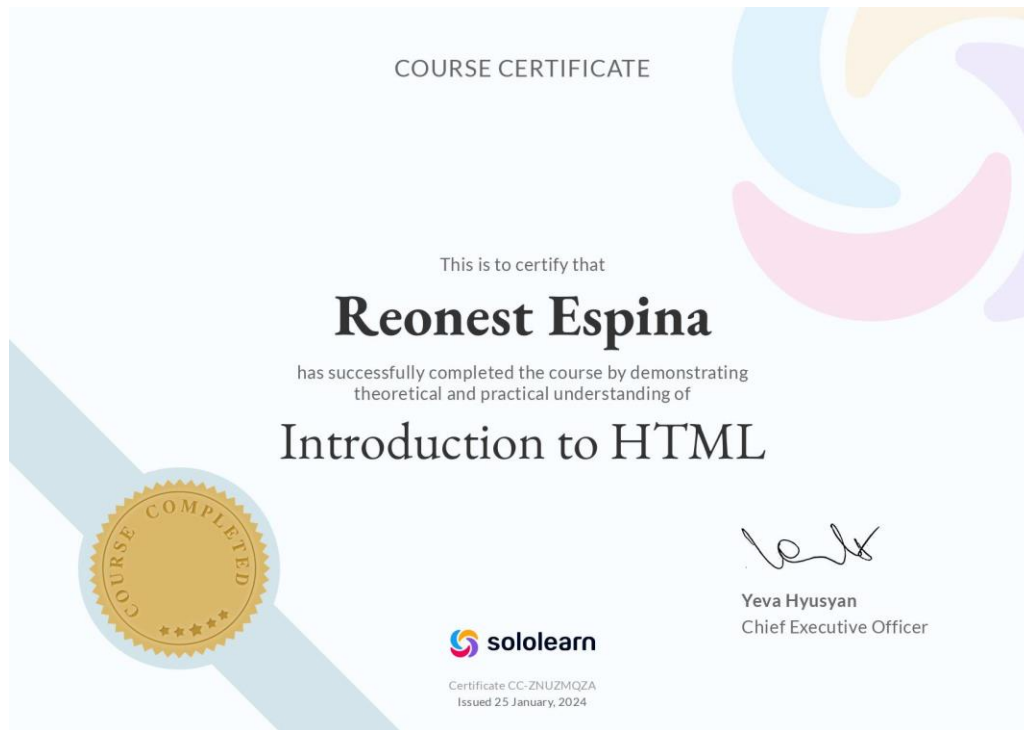 COURSE CERTIFICATE
This is to certify that
Reonest Espina
has successfully completed the course by demonstrating
theoretical and practical understanding of
Introduction to HTML
COURSE COMPLETED
Yeva Hyusyan
Chief Executive Officer
sololearn
Certificate CC-ZNUZMQZA
Issued 25 January, 2024